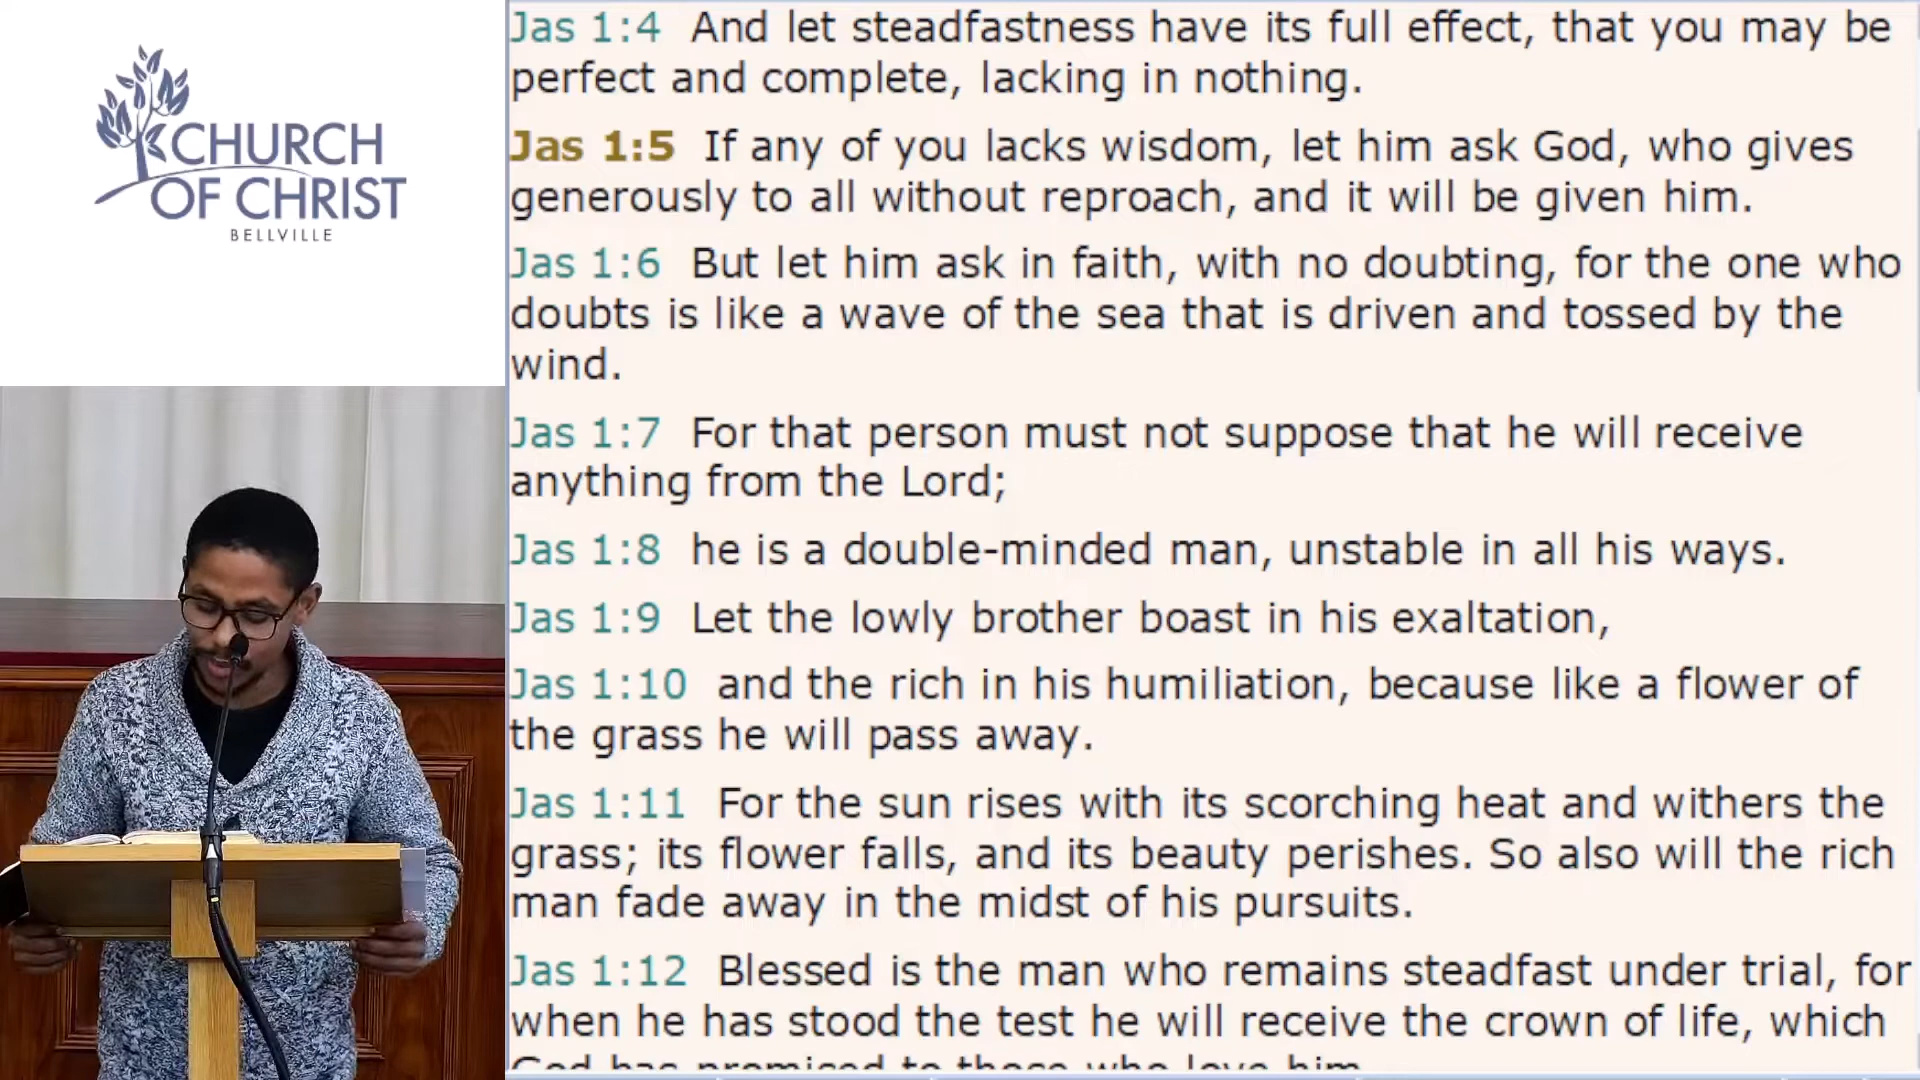 CHURCH
OF CHRIST
BELLVILLE
Jas 1:4 And let steadfastness have its full effect, that you may be
perfect and complete, lacking in nothing.
Jas 1:5 If any of you lacks wisdom, let him ask God, who gives
generously to all without reproach, and it will be given him.
Jas 1:6 But let him ask in faith, with no doubting, for the one who
doubts is like a wave of the sea that is driven and tossed by the
wind.
Jas 1:7 For that person must not suppose that he will receive
anything from the Lord;
Jas 1:8 he is a double-minded man, unstable in all his ways.
Jas 1:9 Let the lowly brother boast in his exaltation,
Jas 1:10 and the rich in his humiliation, because like a flower of
the grass he will pass away.
Jas 1:11 For the sun rises with its scorching heat and withers the
grass; its flower falls, and its beauty perishes. So also will the rich
man fade away in the midst of his pursuits.
Jas 1:12 Blessed is the man who remains steadfast under trial, for
when he has stood the test he will receive the crown of life, which
God has promised to those who love him